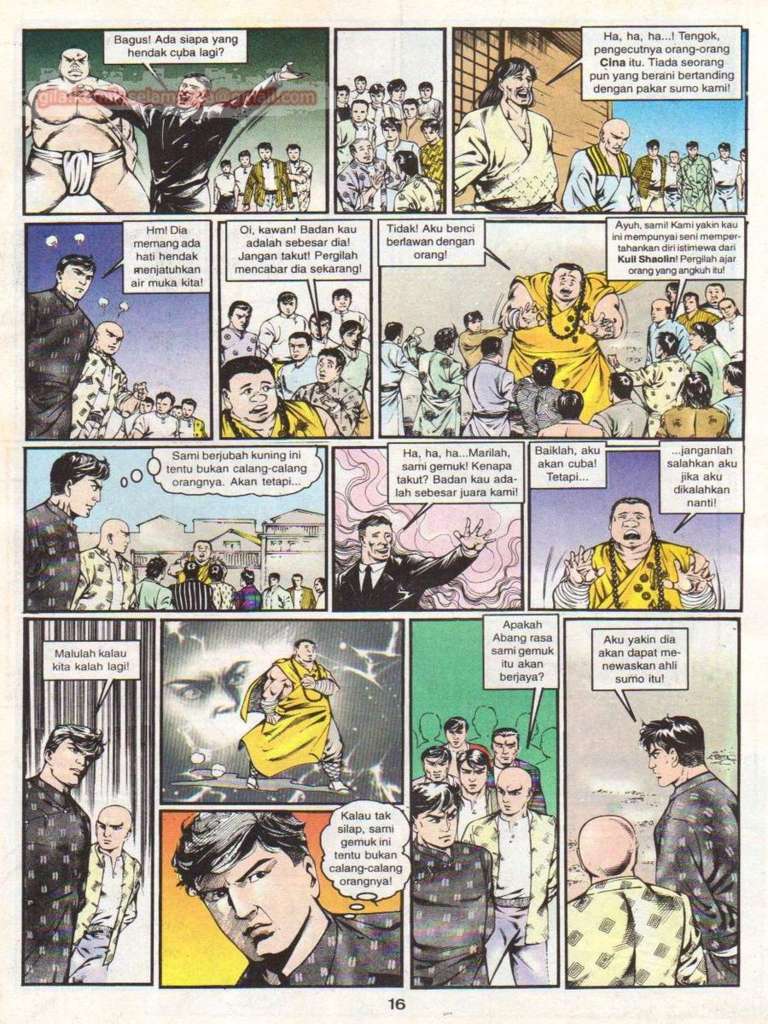 Bagus! Ada siapa yang
hendak cuba lagi?
Ha, ha, ha...! Tengok,
pengecutnya orang-orang
Cina itu. Tiada seorang
pun yang berani bertanding
dengan pakar sumo kami!
Hm! Dia
memang ada
hati hendak
menjatuhkan
air muka kita!
Oi, kawan! Badan kau
adalah sebesar dia!
Jangan takut! Pergilah
mencabar dia sekarang!
Tidak! Aku benci
berlawan dengan
orang!
Ayuh, sami! Kami yakin kau
ini mempunyai seni memper-
tahankan diri istimewa dari
Kuil Shaolin! Pergilah ajar
orang yang angkuh itu!
Sami berjubah kuning ini
tentu bukan calang-calang
orangnya. Akan tetapi...
Ha, ha, ha...Marilah,
sami gemuk! Kenapa
takut? Badan kau ada-
lah sebesar juara kami!
Baiklah, aku
akan cuba!
Tetapi...
...janganlah
salahkan aku
jika aku
dikalahkan
nanti!
Malulah kalau
kita kalah lagi!
Kalau tak
silap, sami
gemuk ini
tentu bukan
calang-calang
orangnya!
Apakah
Abang rasa
sami gemuk
itu akan
berjaya?
Aku yakin dia
akan dapat me-
newaskan ahli
sumo itu!
16